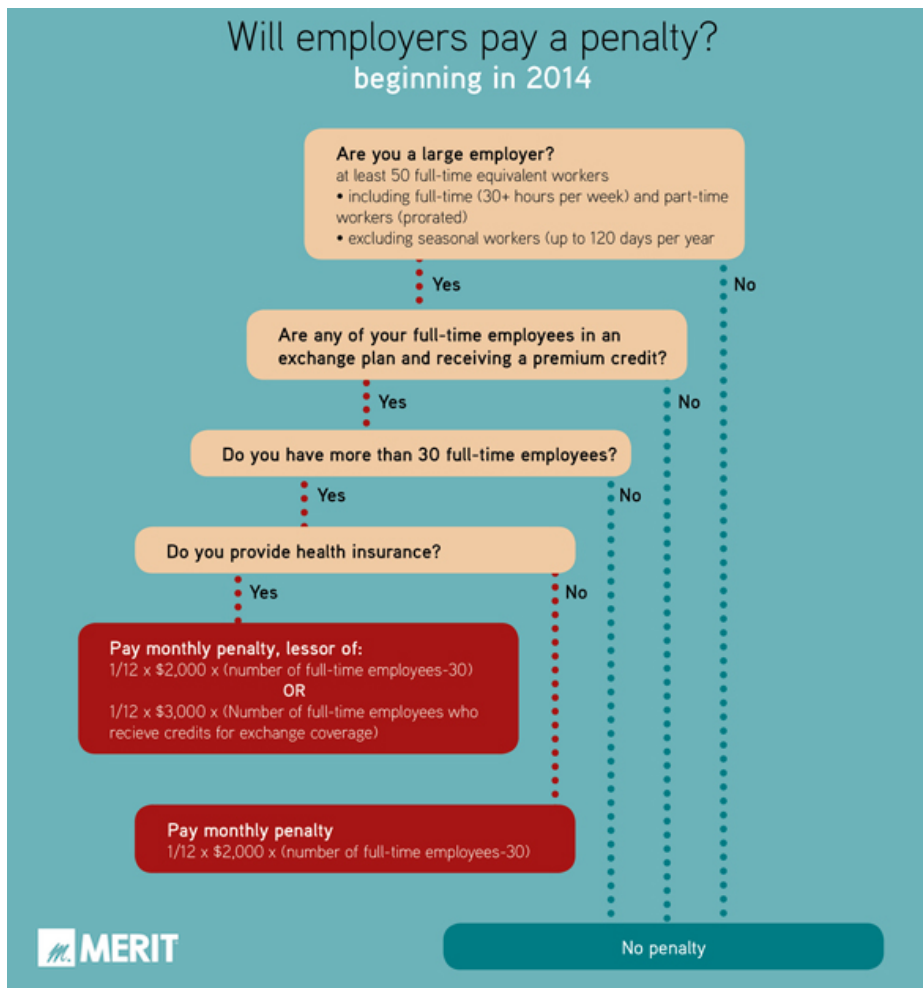 Will employers pay a penalty?
beginning in 2014
Are you a large employer?
at least 50 full-time equivalent workers
• including full-time (30+ hours per week) and part-time
workers (prorated)
• excluding seasonal workers (up to 120 days per year
Yes
No
Are any of your full-time employees in an
exchange plan and receiving a premium credit?
Yes
No
Do you have more than 30 full-time employees?
Yes
No
Do you provide health insurance?
Yes
No
Pay monthly penalty, lessor of:
1/12 x $2,000 x (number of full-time employees-30)
OR
1/12 x $3,000 x (Number of full-time employees who
recieve credits for exchange coverage)
Pay monthly penalty
1/12 x $2,000 x (number of full-time employees-30)
No penalty
m. MERIT